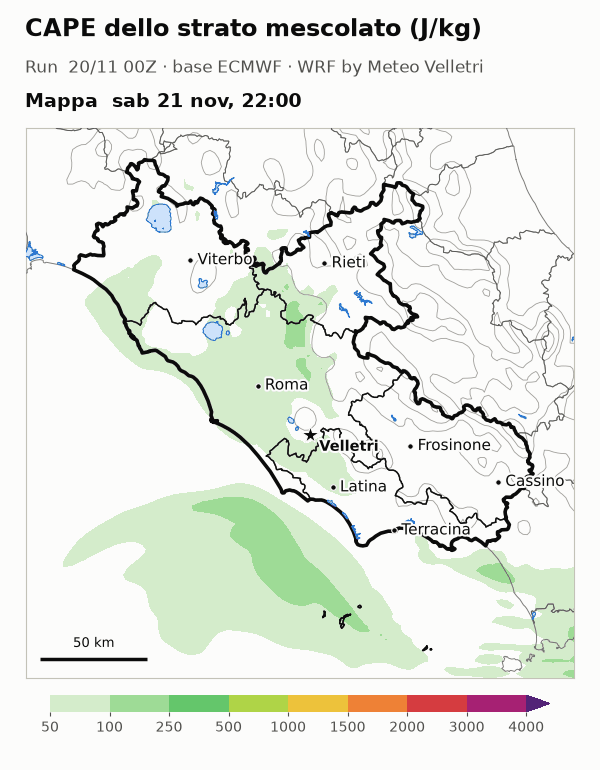 CAPE dello strato mescolato (J/kg)
Run 20/11 00Z · base ECMWF · WRF by Meteo Velletri
Mappa sab 21 nov, 22:00
Viterbo
Rieti
Roma
Velletri
Frosinone
Latina
Cassino
Terracina
50 km
50 100 250 500 1000 1500 2000 3000 4000